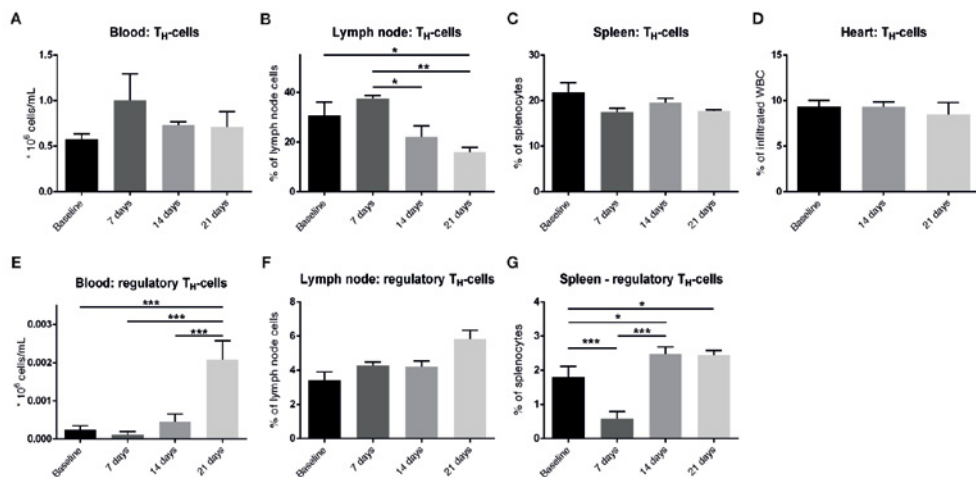 A
Blood: TH-cells
* 10⁶ cells/mL
1.5
1.0
0.5
0.0
Baseline
7 days
14 days
21 days
B
Lymph node: TH-cells
% of lymph node cells
*
**
*
40
20
0
Baseline
7 days
14 days
21 days
C
Spleen: TH-cells
% of splenocytes
30
20
10
0
Baseline
7 days
14 days
21 days
D
Heart: TH-cells
% of infiltrated WBC
15
10
5
0
Baseline
14 days
21 days
E
Blood: regulatory TH-cells
* 10⁶ cells/mL
***
***
***
0.003
0.002
0.001
0.000
Baseline
7 days
14 days
21 days
F
Lymph node: regulatory TH-cells
% of lymph node cells
8
6
4
2
0
Baseline
7 days
14 days
21 days
G
Spleen - regulatory TH-cells
% of splenocytes
*
*
*** ***
4
3
2
1
0
Baseline
7 days
14 days
21 days